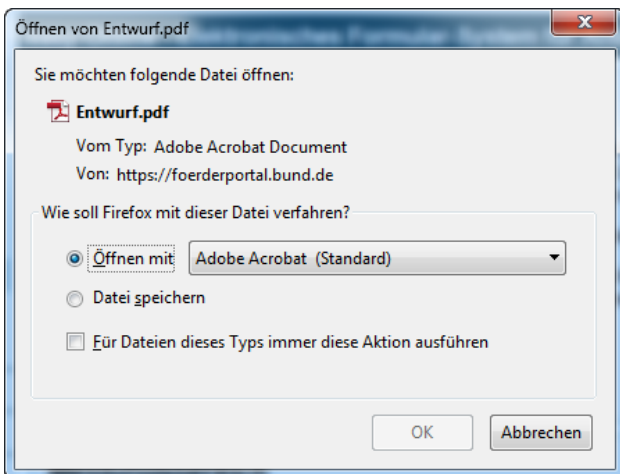 Öffnen von Entwurf.pdf
Sie möchten folgende Datei öffnen:
Entwurf.pdf
Vom Typ: Adobe Acrobat Document
Von: https://foerderportal.bund.de
Wie soll Firefox mit dieser Datei verfahren?
Öffnen mit Adobe Acrobat (Standard)
Datei speichern
Für Dateien dieses Typs immer diese Aktion ausführen
OK Abbrechen